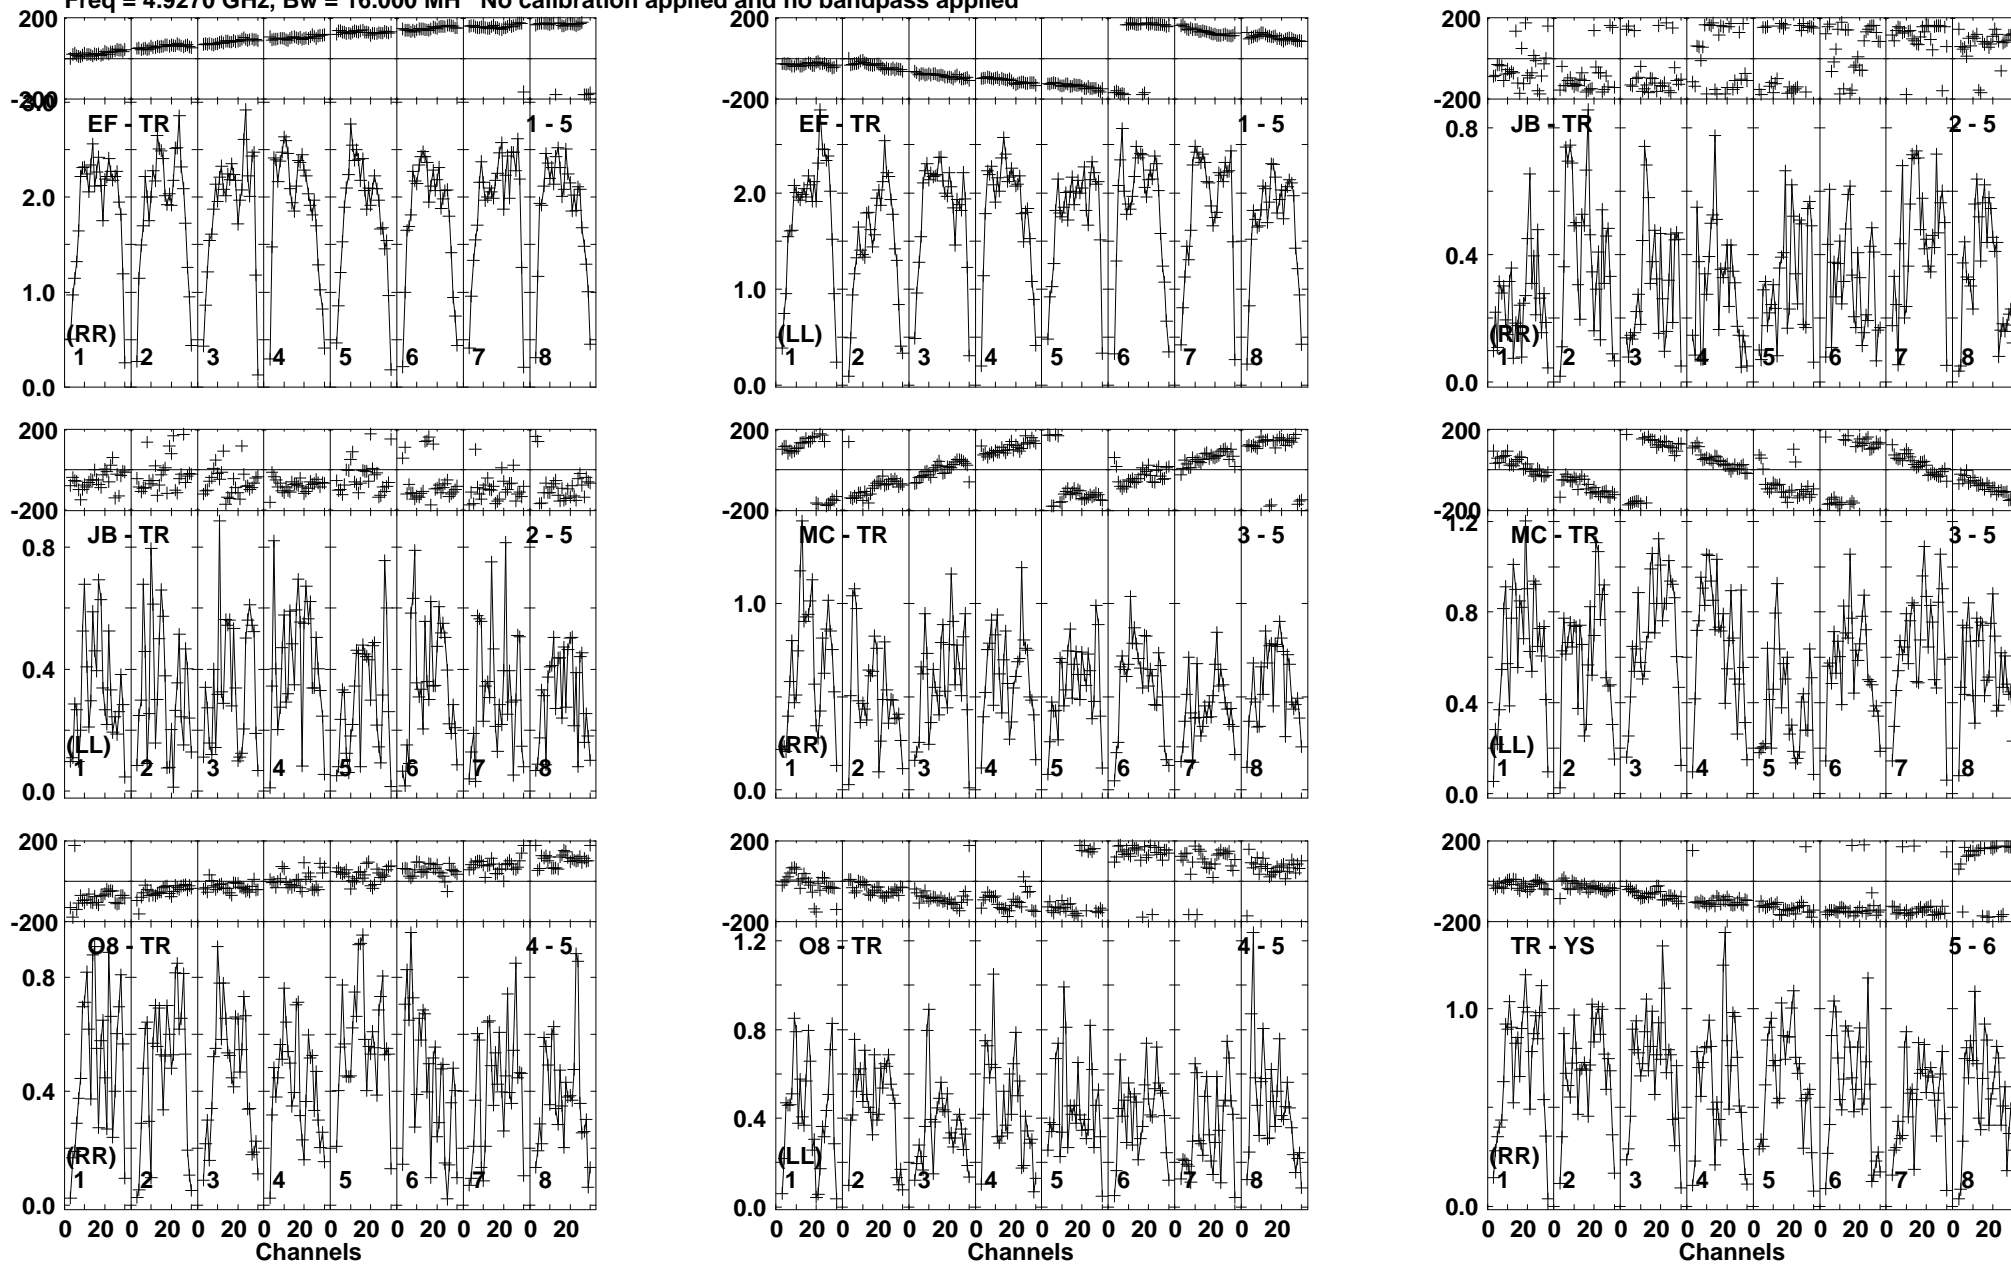 Freq = 4.9270 GHz, Bw = 16.000 MH No calibration applied and no bandpass applied
200 200 200
-200 -200 -200
3.0
EF - TR 1 - 5 EF - TR 1 - 5 JB - TR 2 - 5
0.8
2.0 2.0
0.4
1.0 1.0
(RR) (LL) (RR)
1 2 3 4 5 6 7 8 1 2 3 4 5 6 7 8 1 2 3 4 5 6 7 8
0.0 0.0 0.0
200 200 200
-200 -200 -200
1.2
JB - TR 2 - 5 MC - TR 3 - 5 MC - TR 3 - 5
0.8 1.0 0.8
0.4 0.4
(LL) (RR) (LL)
1 2 3 4 5 6 7 8 1 2 3 4 5 6 7 8 1 2 3 4 5 6 7 8
0.0 0.0 0.0
200 200 200
-200 -200 -200
O8 - TR 4 - 5 O8 - TR 4 - 5 TR - YS 5 - 6
1.2
0.8 0.8 1.0
0.4 0.4
(RR) (LL) (RR)
1 2 3 4 5 6 7 8 1 2 3 4 5 6 7 8 1 2 3 4 5 6 7 8
0.0 0.0 0.0
0 20 0 20 0 20 0 20 0 20 0 20 0 20 0 20 0 20 0 20 0 20 0 20 0 20 0 20 0 20 0 20 0 20 0 20 0 20 0 20 0 20 0 20 0 20 0 20
Channels Channels Channels